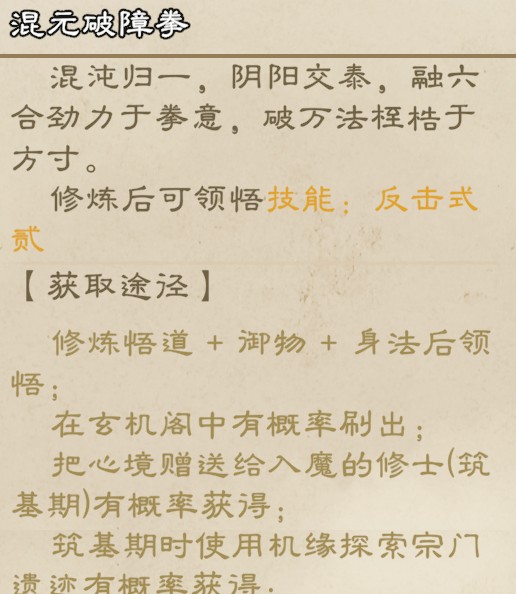 混元破障拳
混沌归一，阴阳交泰，融六
合劲力于拳意，破万法桎梏于
方寸。
修炼后可领悟技能：反击式
贰
【获取途径】
修炼悟道 + 御物 + 身法后领
悟；
在玄机阁中有概率刷出；
把心境赠送给入魔的修士(筑
基期)有概率获得；
筑基期时使用机缘探索宗门
遗迹有概率获得；